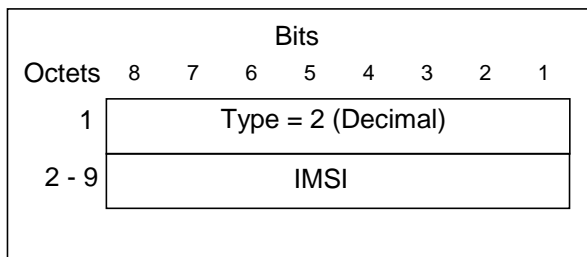 Bits
Octets 8 7 6 5 4 3 2 1
1 Type = 2 (Decimal)
2 - 9 IMSI